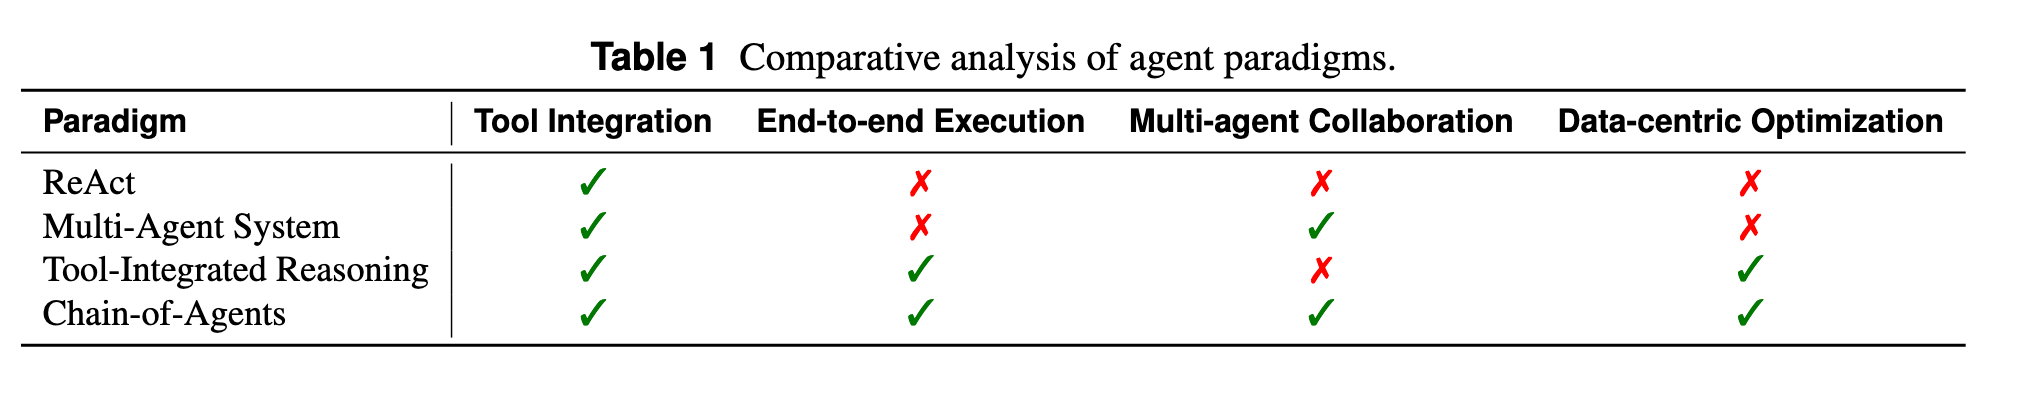 Table 1 Comparative analysis of agent paradigms.
Paradigm Tool Integration End-to-end Execution Multi-agent Collaboration Data-centric Optimization
ReAct ✓ ✗ ✗ ✗
Multi-Agent System ✓ ✗ ✓ ✗
Tool-Integrated Reasoning ✓ ✓ ✗ ✓
Chain-of-Agents ✓ ✓ ✓ ✓